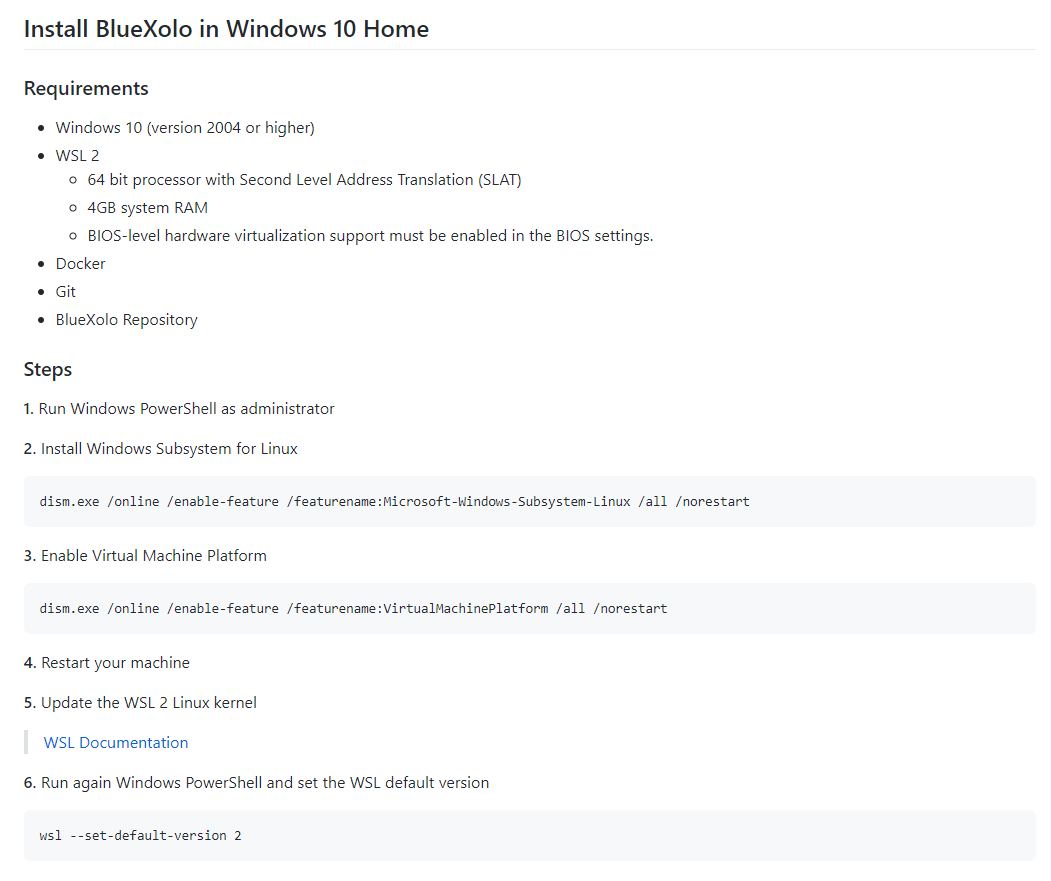 Install BlueXolo in Windows 10 Home
Requirements
• Windows 10 (version 2004 or higher)
• WSL 2
◦ 64 bit processor with Second Level Address Translation (SLAT)
◦ 4GB system RAM
◦ BIOS-level hardware virtualization support must be enabled in the BIOS settings.
• Docker
• Git
• BlueXolo Repository
Steps
1. Run Windows PowerShell as administrator
2. Install Windows Subsystem for Linux
dism.exe /online /enable-feature /featurename:Microsoft-Windows-Subsystem-Linux /all /norestart
3. Enable Virtual Machine Platform
dism.exe /online /enable-feature /featurename:VirtualMachinePlatform /all /norestart
4. Restart your machine
5. Update the WSL 2 Linux kernel
WSL Documentation
6. Run again Windows PowerShell and set the WSL default version
wsl --set-default-version 2